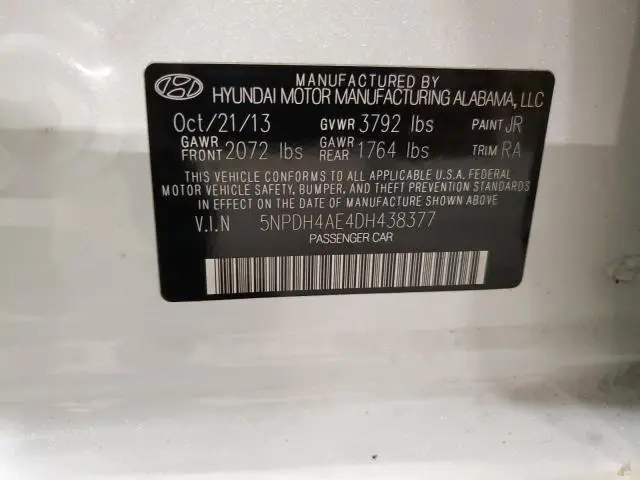 MANUFACTURED BY
HYUNDAI MOTOR MANUFACTURING ALABAMA, LLC
Oct/21/13 GVWR 3792 lbs PAINT JR
GAWR FRONT 2072 lbs GAWR REAR 1764 lbs TRIM RA
THIS VEHICLE CONFORMS TO ALL APPLICABLE U.S.A. FEDERAL
MOTOR VEHICLE SAFETY, BUMPER, AND THEFT PREVENTION STANDARDS
IN EFFECT ON THE DATE OF MANUFACTURE SHOWN ABOVE.
V.I.N 5NPDH4AE4DH438377
PASSENGER CAR